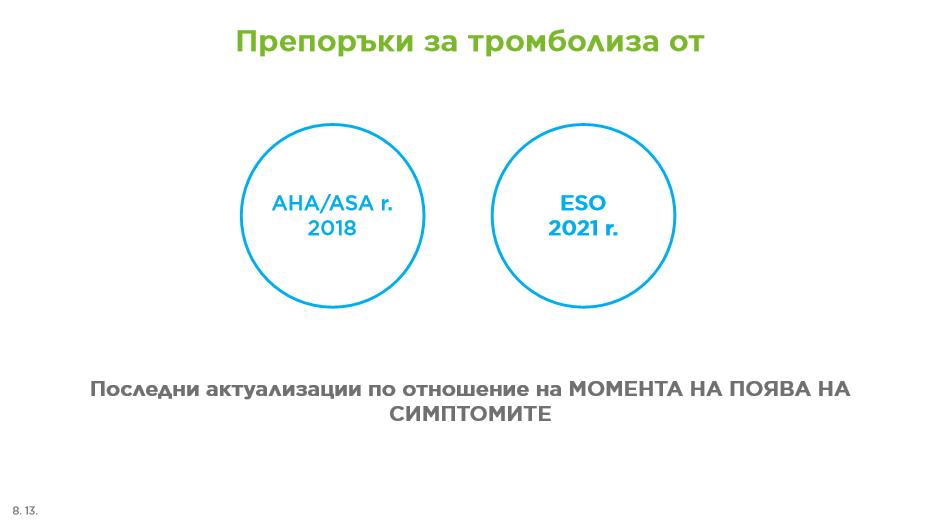 Препоръки за тромболиза от
AHA/ASA г.
2018
ESO
2021 г.
Последни актуализации по отношение на МОМЕНТА НА ПОЯВА НА
СИМПТОМИТЕ
8. 13.